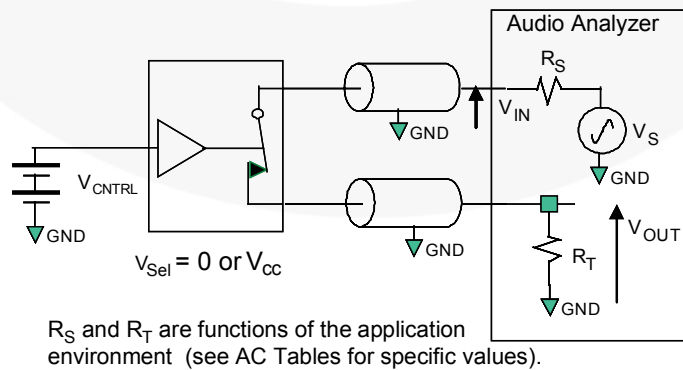 Audio Analyzer
R_S
V_IN
V_S
GND
GND
V_CNTRL
GND
GND
V_OUT
V_Sel = 0 or V_cc
R_T
GND
R_S and R_T are functions of the application
environment (see AC Tables for specific values).